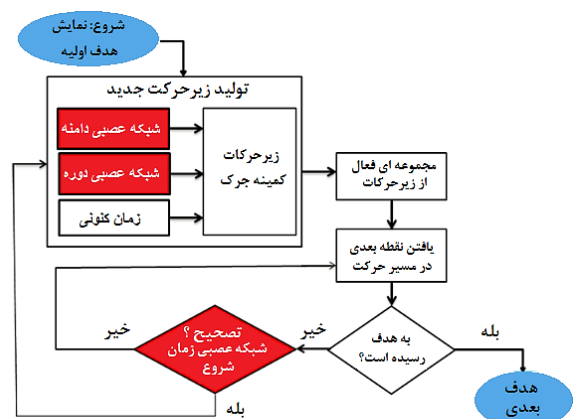 شروع: نمایش
هدف اولیه
تولید زیرحرکت جدید
شبکه عصبی دامنه
شبکه عصبی دوره
زمان کنونی
زیرحرکات
کمینه جرک
مجموعه ای فعال
از زیرحرکات
یافتن نقطه بعدی
در مسیر حرکت
به هدف
رسیده است؟
بله
خیر
تصحیح ؟
شبکه عصبی زمان
شروع
خیر
بله
هدف
بعدی